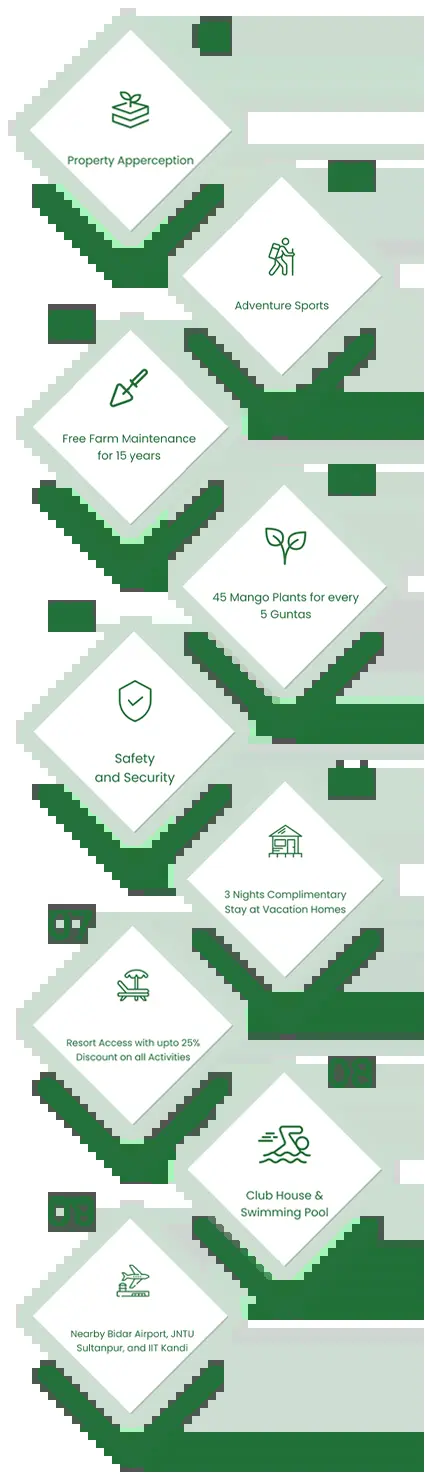 Property Apperception
Adventure Sports
Free Farm Maintenance
for 15 years
45 Mango Plants for every
5 Guntas
Safety
and Security
3 Nights Complimentary
Stay at Vacation Homes
07
Resort Access with upto 25%
Discount on all Activities
08
Club House &
Swimming Pool
Nearby Bidar Airport, JNTU
Sultanpur, and IIT Kandi